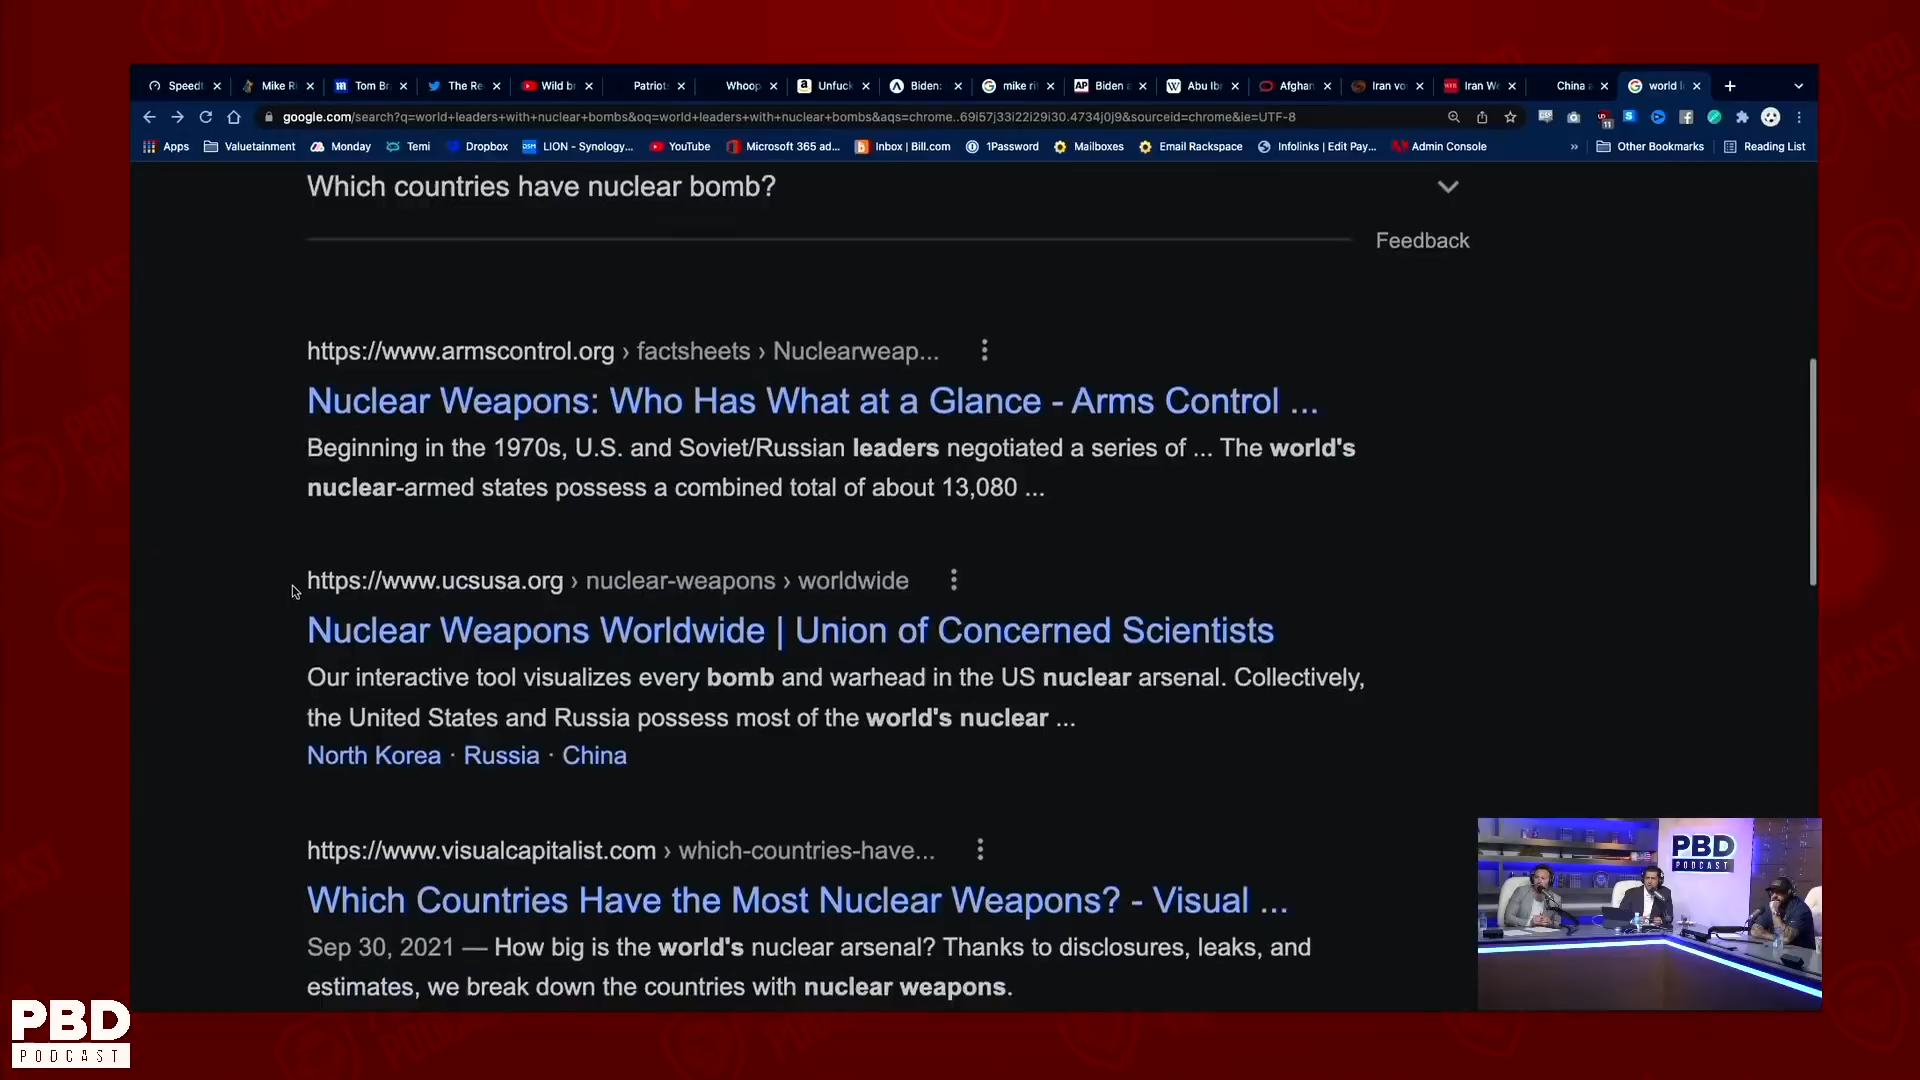 Speedt
Mike Ri
Tom Br
The Re
Wild br
Patriot
Whoop
Unfuc
Biden:
mike ri
Biden a
Abu Ib
Afghan
Iran vo
Iran We
China a
world l
google.com/search?q=world+leaders+with+nuclear+bombs&oq=world+leaders+with+nuclear+bombs&aqs=chrome..69i57j33i22i29i30.4734j0j9&sourceid=chrome&ie=UTF-8
Apps
Valuetainment
Monday
Temi
Dropbox
LION - Synology...
YouTube
Microsoft 365 ad...
Inbox | Bill.com
1Password
Mailboxes
Email Rackspace
Infolinks | Edit Pay...
Admin Console
Other Bookmarks
Reading List
Which countries have nuclear bomb?
Feedback
https://www.armscontrol.org › factsheets › Nuclearweap...
Nuclear Weapons: Who Has What at a Glance - Arms Control ...
Beginning in the 1970s, U.S. and Soviet/Russian leaders negotiated a series of ... The world's
nuclear-armed states possess a combined total of about 13,080 ...
https://www.ucsusa.org › nuclear-weapons › worldwide
Nuclear Weapons Worldwide | Union of Concerned Scientists
Our interactive tool visualizes every bomb and warhead in the US nuclear arsenal. Collectively,
the United States and Russia possess most of the world's nuclear ...
North Korea · Russia · China
https://www.visualcapitalist.com › which-countries-have...
Which Countries Have the Most Nuclear Weapons? - Visual ...
Sep 30, 2021 — How big is the world's nuclear arsenal? Thanks to disclosures, leaks, and
estimates, we break down the countries with nuclear weapons.
PBD
PODCAST
PBD
PODCAST